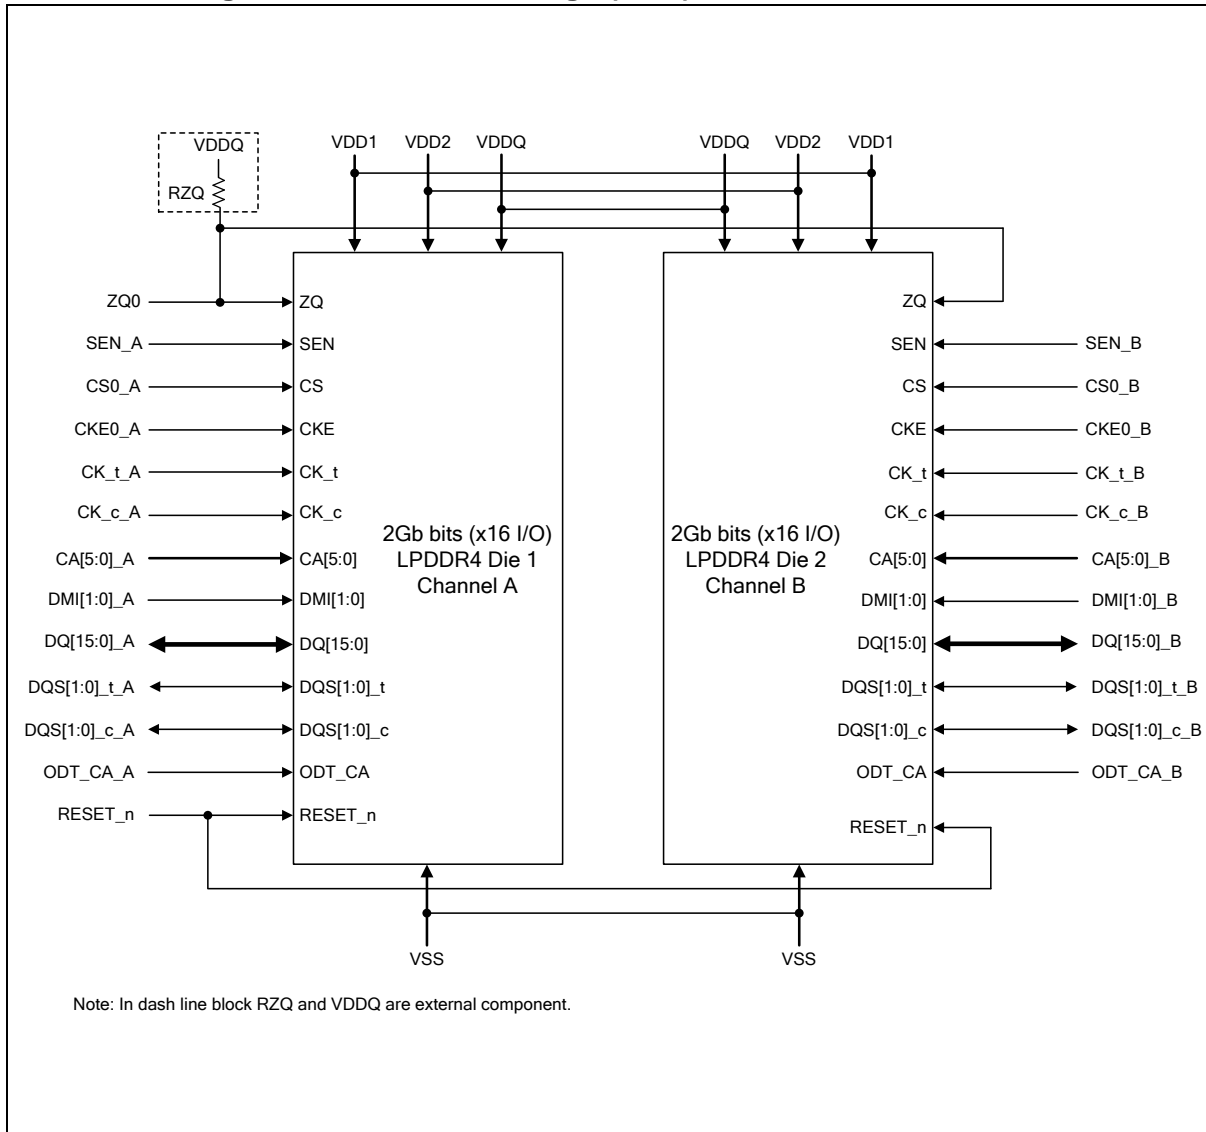 VDDQ
RZQ
VDD1 VDD2 VDDQ
VDDQ VDD2 VDD1
ZQ0
SEN_A
CS0_A
CKE0_A
CK_t_A
CK_c_A
CA[5:0]_A
DMI[1:0]_A
DQ[15:0]_A
DQS[1:0]_t_A
DQS[1:0]_c_A
ODT_CA_A
RESET_n
ZQ
SEN
CS
CKE
CK_t
CK_c
CA[5:0]
DMI[1:0]
DQ[15:0]
DQS[1:0]_t
DQS[1:0]_c
ODT_CA
RESET_n
2Gb bits (x16 I/O)
LPDDR4 Die 1
Channel A
2Gb bits (x16 I/O)
LPDDR4 Die 2
Channel B
ZQ
SEN
CS
CKE
CK_t
CK_c
CA[5:0]
DMI[1:0]
DQ[15:0]
DQS[1:0]_t
DQS[1:0]_c
ODT_CA
RESET_n
SEN_B
CS0_B
CKE0_B
CK_t_B
CK_c_B
CA[5:0]_B
DMI[1:0]_B
DQ[15:0]_B
DQS[1:0]_t_B
DQS[1:0]_c_B
ODT_CA_B
VSS
VSS
Note: In dash line block RZQ and VDDQ are external component.